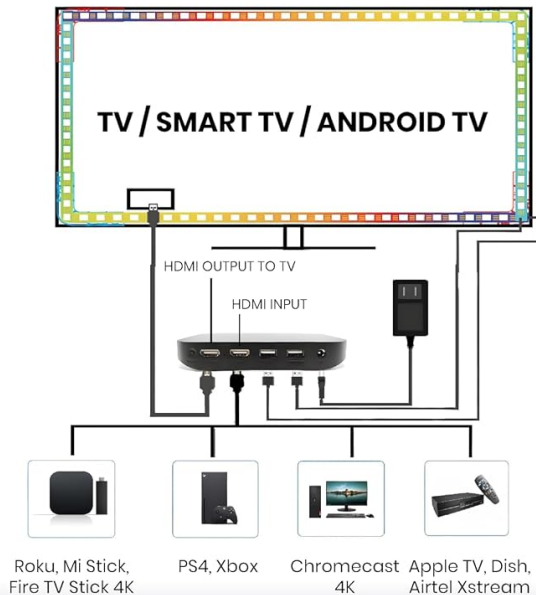 TV / SMART TV / ANDROID TV
HDMI OUTPUT TO TV
HDMI INPUT
Roku, Mi Stick,
Fire TV Stick 4K
PS4, Xbox
Chromecast
4K
Apple TV, Dish,
Airtel Xstream